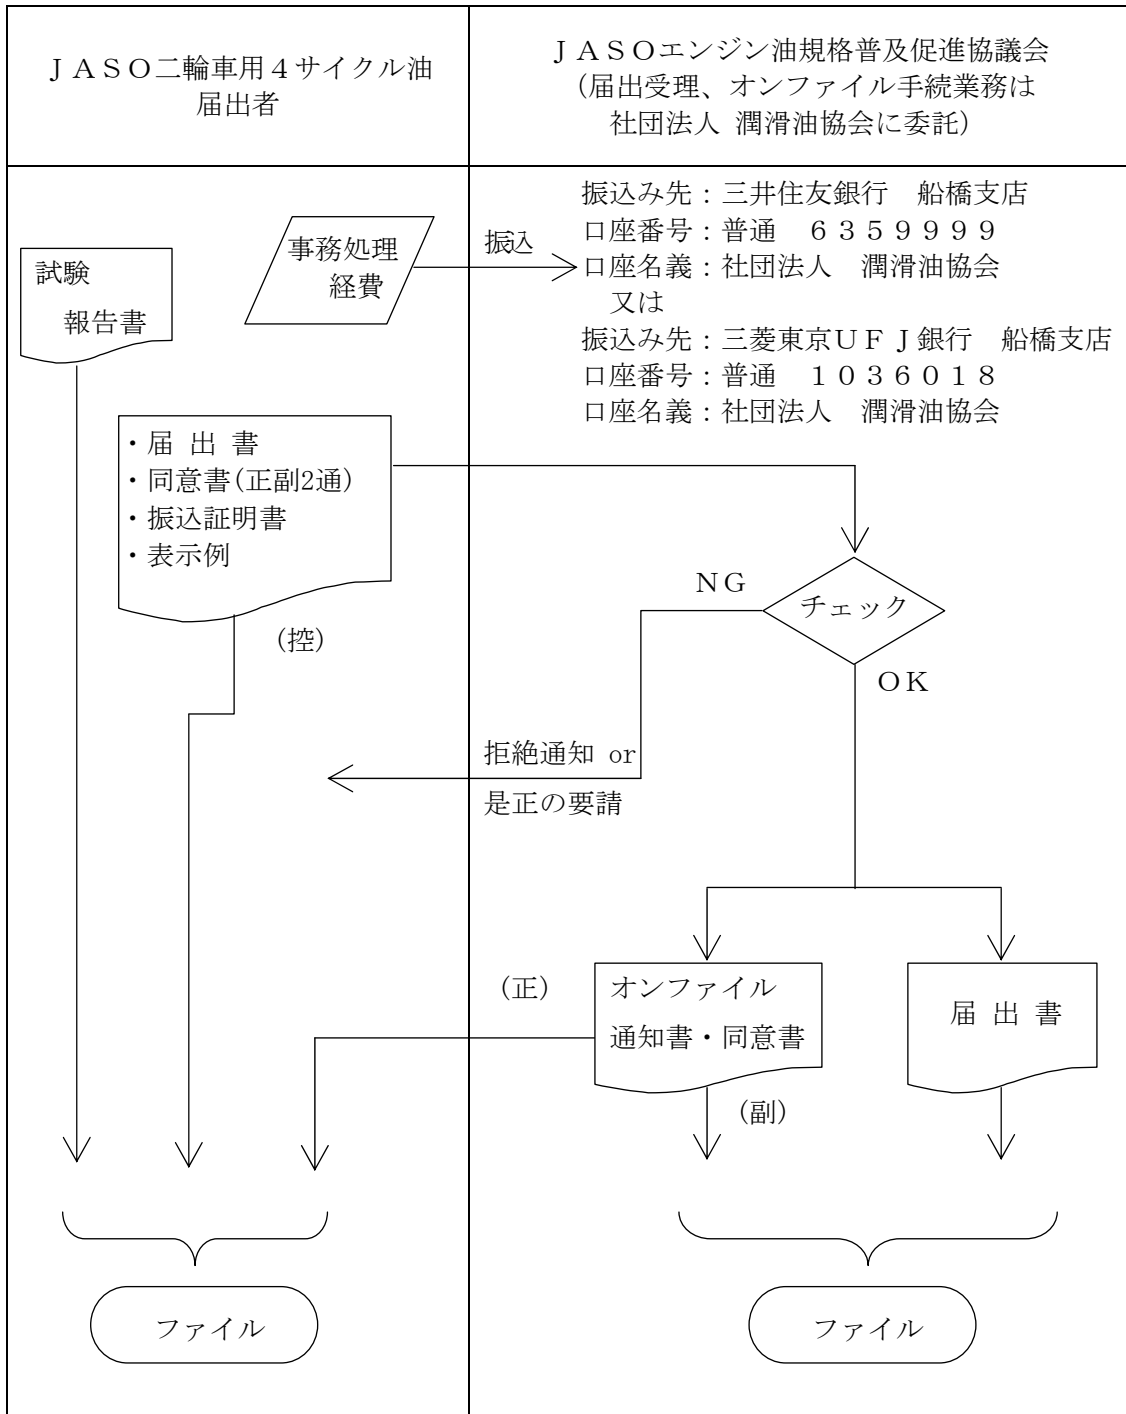 ＪＡＳＯ二輪車用４サイクル油
届出者
ＪＡＳＯエンジン油規格普及促進協議会
(届出受理、オンファイル手続業務は
社団法人 潤滑油協会に委託)
試験
報告書
事務処理
経費
振込
振込み先：三井住友銀行　船橋支店
口座番号：普通　６３５９９９９
口座名義：社団法人　潤滑油協会
又は
振込み先：三菱東京ＵＦＪ銀行　船橋支店
口座番号：普通　１０３６０１８
口座名義：社団法人　潤滑油協会
・届 出 書
・同意書(正副2通)
・振込証明書
・表示例
(控)
ＮＧ
チェック
ＯＫ
拒絶通知 or
是正の要請
(正)
オンファイル
通知書・同意書
(副)
届 出 書
ファイル
ファイル